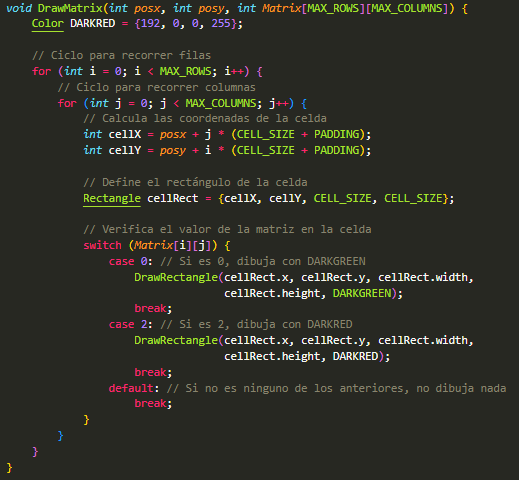 void DrawMatrix(int posx, int posy, int Matrix[MAX_ROWS][MAX_COLUMNS]) {
    Color DARKRED = {192, 0, 0, 255};

    // Ciclo para recorrer filas
    for (int i = 0; i < MAX_ROWS; i++) {
        // Ciclo para recorrer columnas
        for (int j = 0; j < MAX_COLUMNS; j++) {
            // Calcula las coordenadas de la celda
            int cellX = posx + j * (CELL_SIZE + PADDING);
            int cellY = posy + i * (CELL_SIZE + PADDING);

            // Define el rectángulo de la celda
            Rectangle cellRect = {cellX, cellY, CELL_SIZE, CELL_SIZE};

            // Verifica el valor de la matriz en la celda
            switch (Matrix[i][j]) {
                case 0: // Si es 0, dibuja con DARKGREEN
                    DrawRectangle(cellRect.x, cellRect.y, cellRect.width,
                                  cellRect.height, DARKGREEN);
                    break;
                case 2: // Si es 2, dibuja con DARKRED
                    DrawRectangle(cellRect.x, cellRect.y, cellRect.width,
                                  cellRect.height, DARKRED);
                    break;
                default: // Si no es ninguno de los anteriores, no dibuja nada
                    break;
            }
        }
    }
}